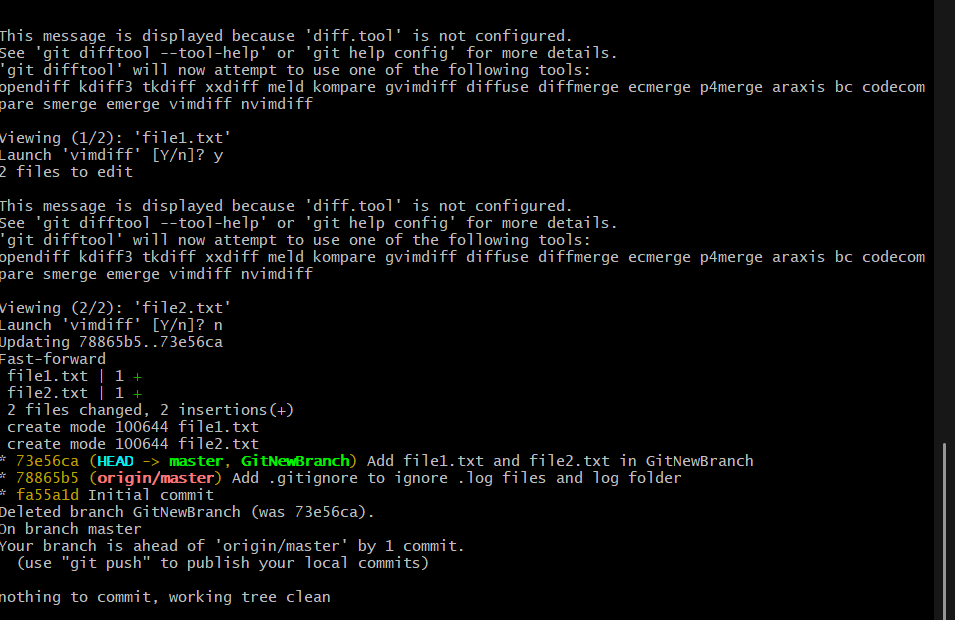 This message is displayed because 'diff.tool' is not configured.
See 'git difftool --tool-help' or 'git help config' for more details.
'git difftool' will now attempt to use one of the following tools:
opendiff kdiff3 tkdiff xxdiff meld kompare gvimdiff diffuse diffmerge ecmerge p4merge araxis bc codecom
pare smerge emerge vimdiff nvimdiff
Viewing (1/2): 'file1.txt'
Launch 'vimdiff' [Y/n]? y
2 files to edit
This message is displayed because 'diff.tool' is not configured.
See 'git difftool --tool-help' or 'git help config' for more details.
'git difftool' will now attempt to use one of the following tools:
opendiff kdiff3 tkdiff xxdiff meld kompare gvimdiff diffuse diffmerge ecmerge p4merge araxis bc codecom
pare smerge emerge vimdiff nvimdiff
Viewing (2/2): 'file2.txt'
Launch 'vimdiff' [Y/n]? n
Updating 78865b5..73e56ca
Fast-forward
file1.txt | 1 +
file2.txt | 1 +
2 files changed, 2 insertions(+)
create mode 100644 file1.txt
create mode 100644 file2.txt
* 73e56ca (HEAD -> master, GitNewBranch) Add file1.txt and file2.txt in GitNewBranch
* 78865b5 (origin/master) Add .gitignore to ignore .log files and log folder
* fa55a1d Initial commit
Deleted branch GitNewBranch (was 73e56ca).
On branch master
Your branch is ahead of 'origin/master' by 1 commit.
(use "git push" to publish your local commits)
nothing to commit, working tree clean